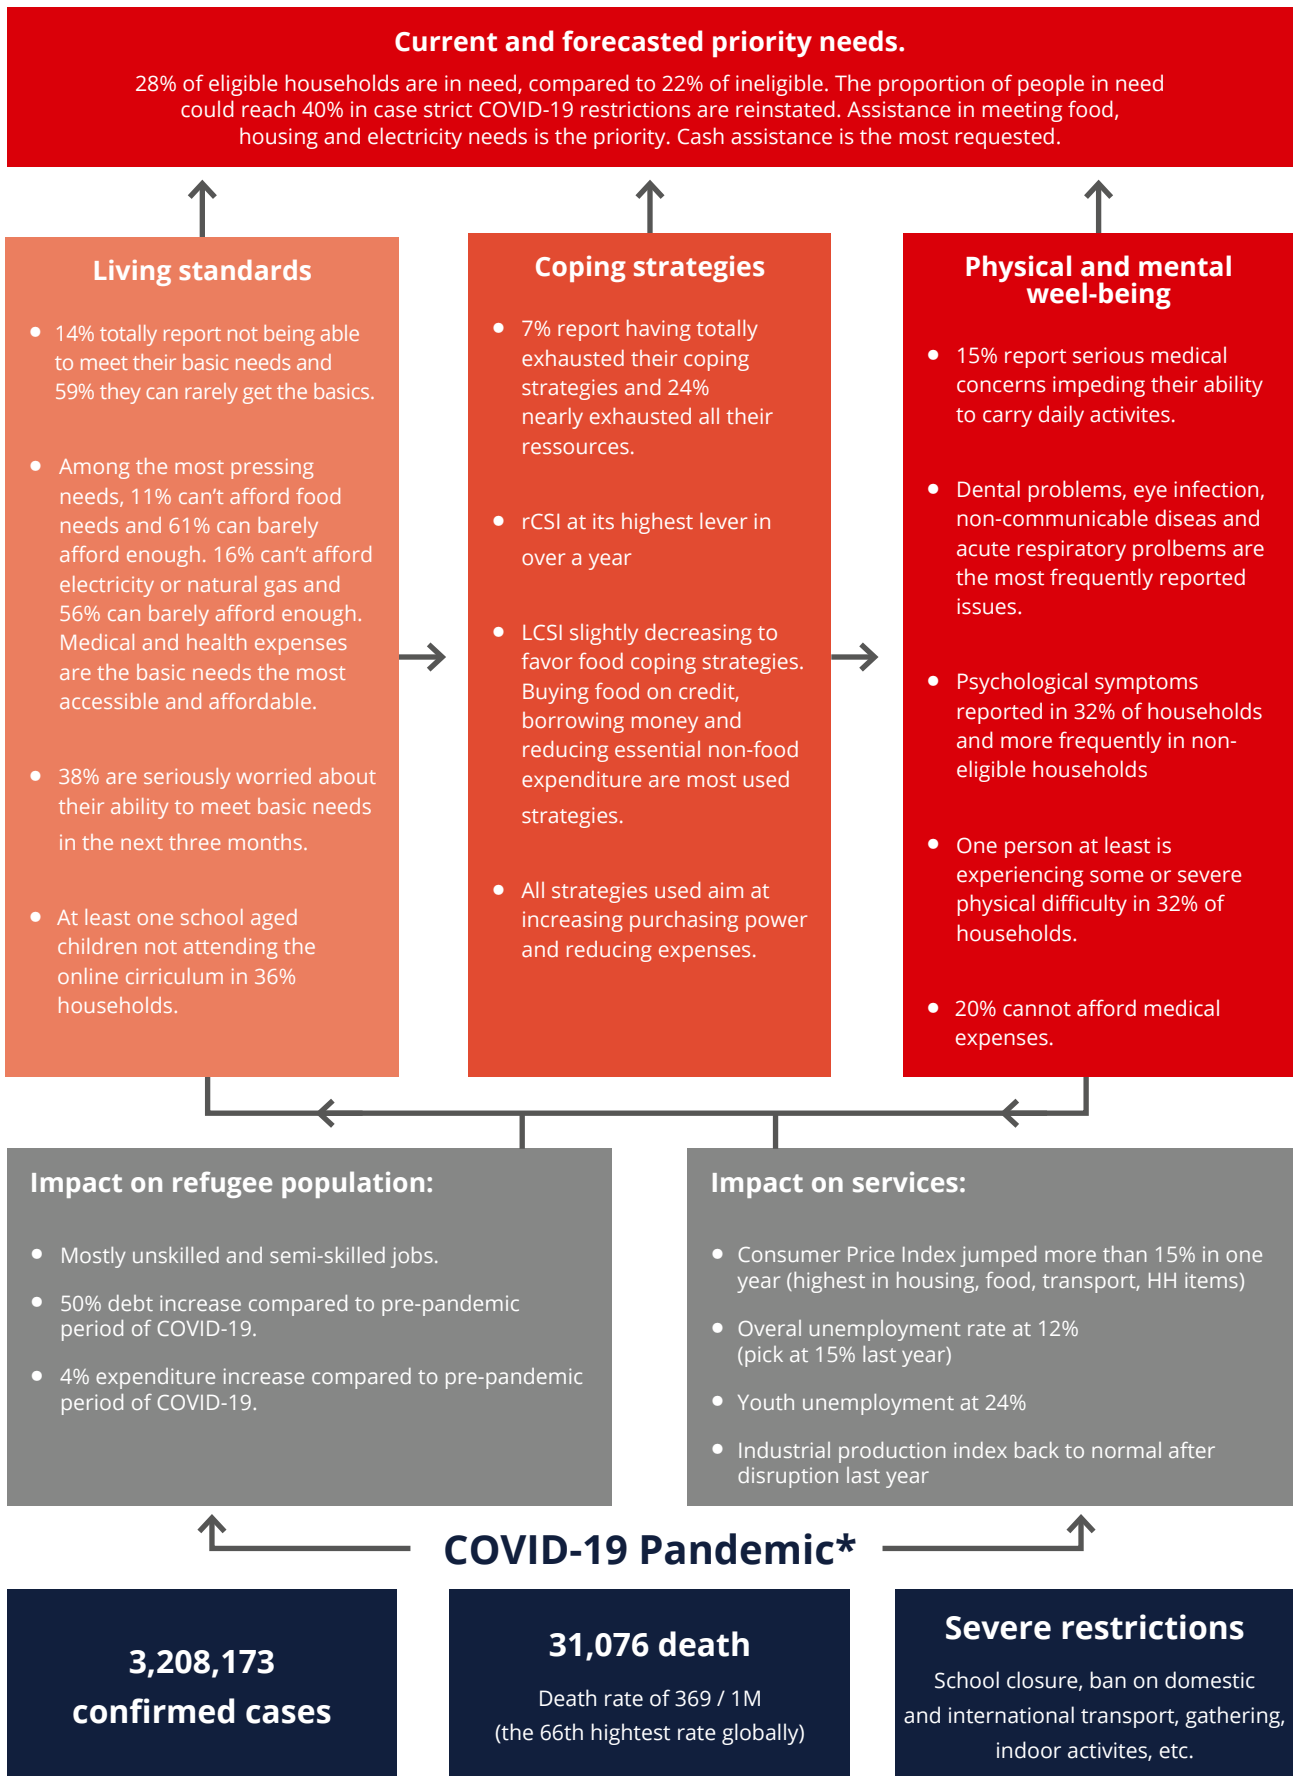 Current and forecasted priority needs.
28% of eligible households are in need, compared to 22% of ineligible. The proportion of people in need
could reach 40% in case strict COVID-19 restrictions are reinstated. Assistance in meeting food,
housing and electricity needs is the priority. Cash assistance is the most requested.
Living standards
• 14% totally report not being able
to meet their basic needs and
59% they can rarely get the basics.
• Among the most pressing
needs, 11% can't afford food
needs and 61% can barely
afford enough. 16% can't afford
electricity or natural gas and
56% can barely afford enough.
Medical and health expenses
are the basic needs the most
accessible and affordable.
• 38% are seriously worried about
their ability to meet basic needs
in the next three months.
• At least one school aged
children not attending the
online cirriculum in 36%
households.
Coping strategies
• 7% report having totally
exhausted their coping
strategies and 24%
nearly exhausted all their
ressources.
• rCSI at its highest lever in
over a year
• LCSI slightly decreasing to
favor food coping strategies.
Buying food on credit,
borrowing money and
reducing essential non-food
expenditure are most used
strategies.
• All strategies used aim at
increasing purchasing power
and reducing expenses.
Physical and mental
weel-being
• 15% report serious medical
concerns impeding their ability
to carry daily activites.
• Dental problems, eye infection,
non-communicable diseas and
acute respiratory prolbems are
the most frequently reported
issues.
• Psychological symptoms
reported in 32% of households
and more frequently in non-
eligible households
• One person at least is
experiencing some or severe
physical difficulty in 32% of
households.
• 20% cannot afford medical
expenses.
Impact on refugee population:
• Mostly unskilled and semi-skilled jobs.
• 50% debt increase compared to pre-pandemic
period of COVID-19.
• 4% expenditure increase compared to pre-pandemic
period of COVID-19.
Impact on services:
• Consumer Price Index jumped more than 15% in one
year (highest in housing, food, transport, HH items)
• Overal unemployment rate at 12%
(pick at 15% last year)
• Youth unemployment at 24%
• Industrial production index back to normal after
disruption last year
COVID-19 Pandemic*
3,208,173
confirmed cases
31,076 death
Death rate of 369 / 1M
(the 66th hightest rate globally)
Severe restrictions
School closure, ban on domestic
and international transport, gathering,
indoor activites, etc.